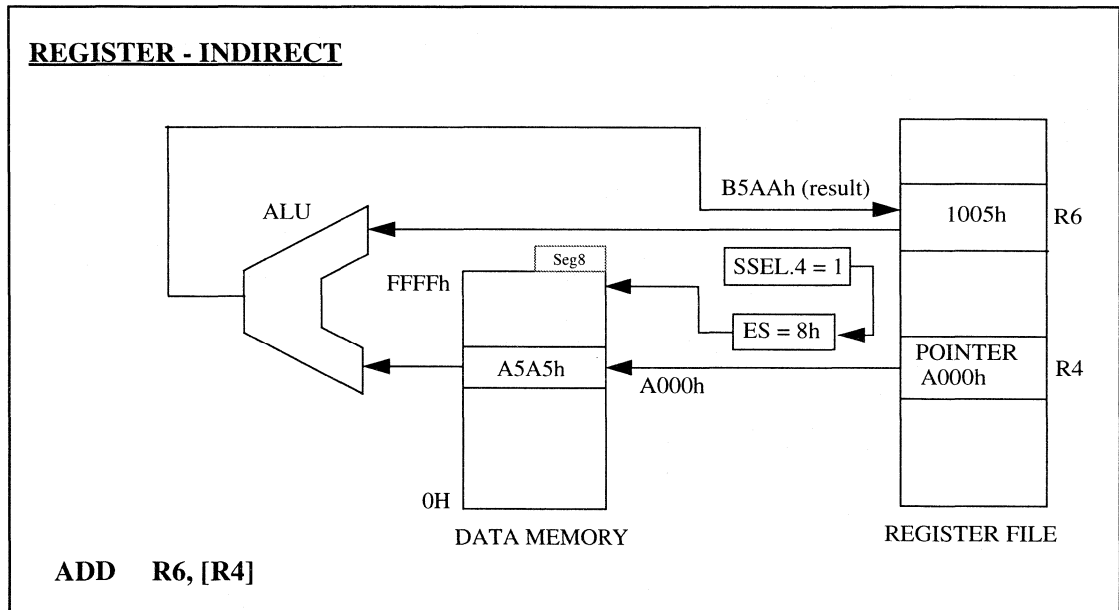 REGISTER - INDIRECT
B5AAh (result)
ALU
1005h
R6
Seg8
SSEL.4 = 1
FFFFh
ES = 8h
POINTER
A000h
R4
A5A5h
A000h
0H
DATA MEMORY
REGISTER FILE
ADD R6, [R4]